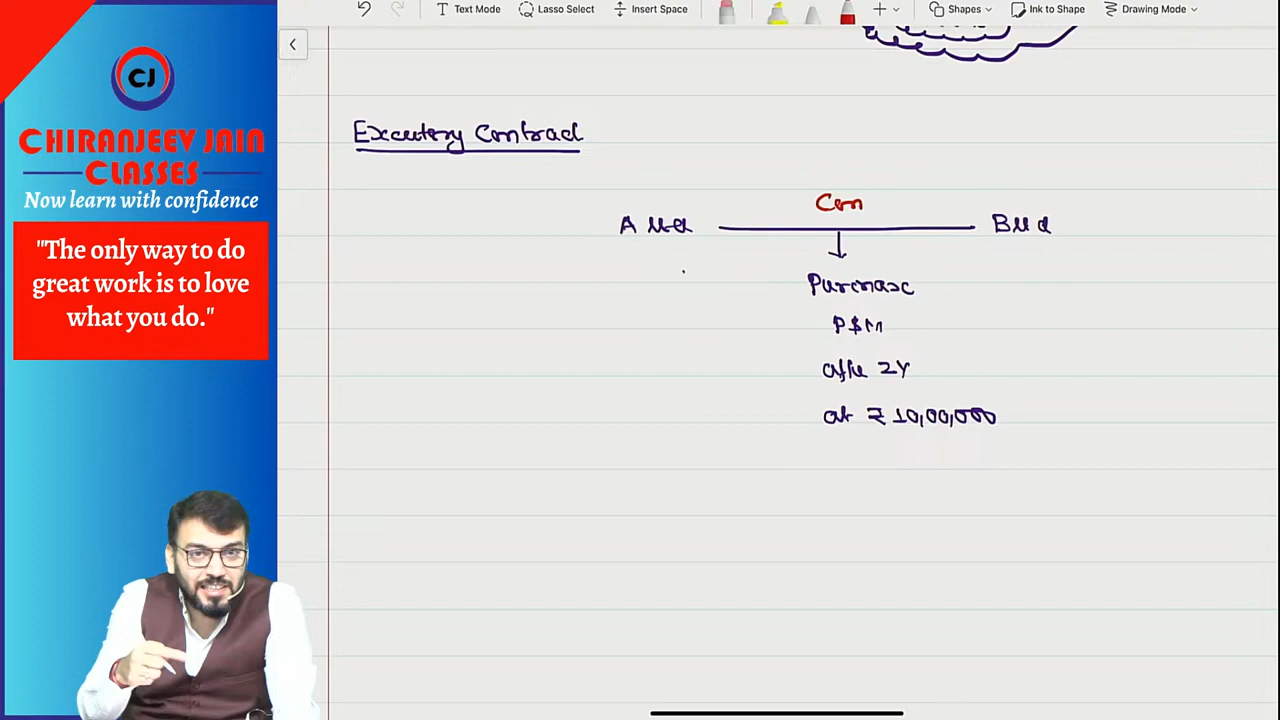 Text Mode
Lasso Select
Insert Space
Shapes
Ink to Shape
Drawing Mode
CJ
CHIRANJEEV JAIN
CLASSES
Now learn with confidence
"The only way to do
great work is to love
what you do."
Executory Contract
Con
A Ltd
B Ltd
Purchase
P&M
after 2Y
at ₹ 10,00,000